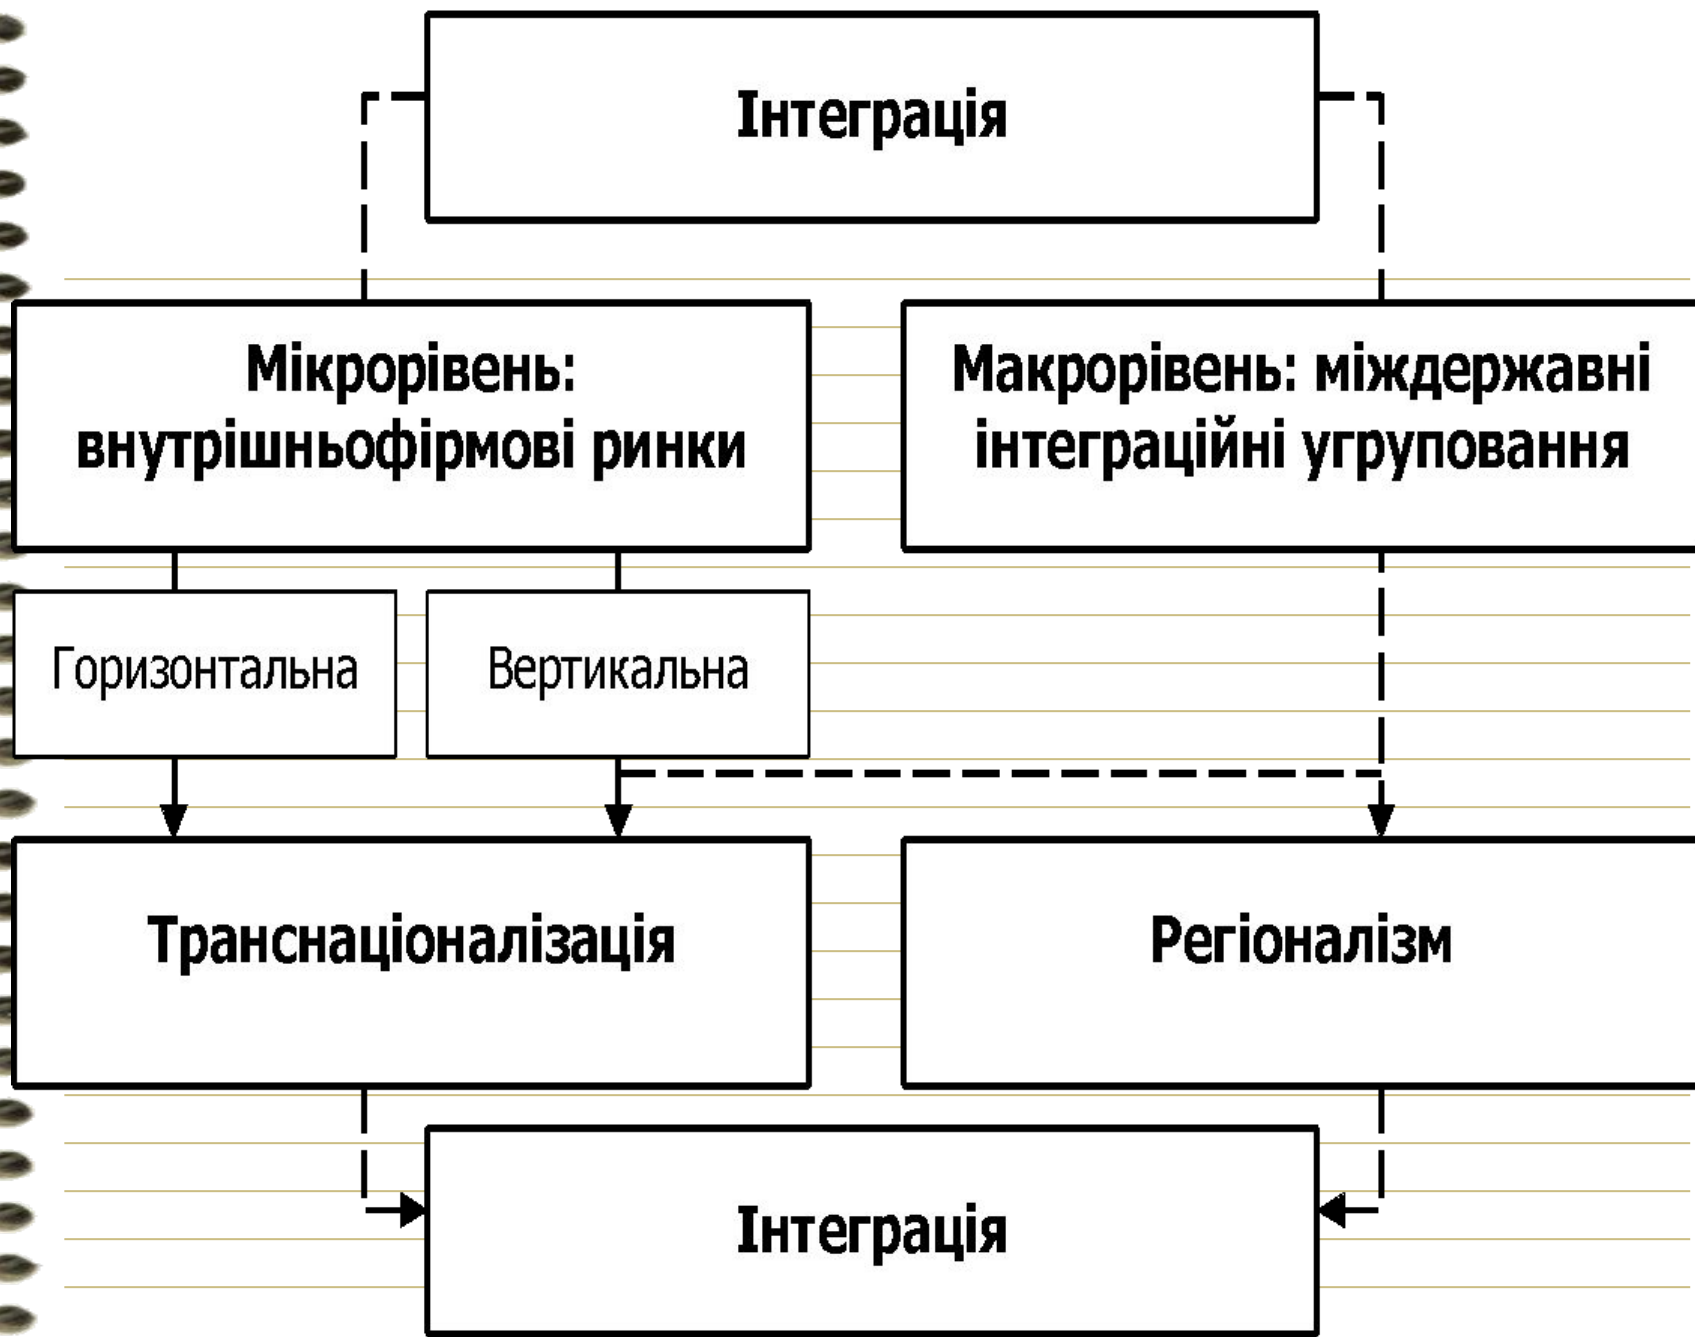 Інтеграція
Мікрорівень:
внутрішньофірмові ринки
Макрорівень: міждержавні
інтеграційні угруповання
Горизонтальна
Вертикальна
Транснаціоналізація
Регіоналізм
Інтеграція